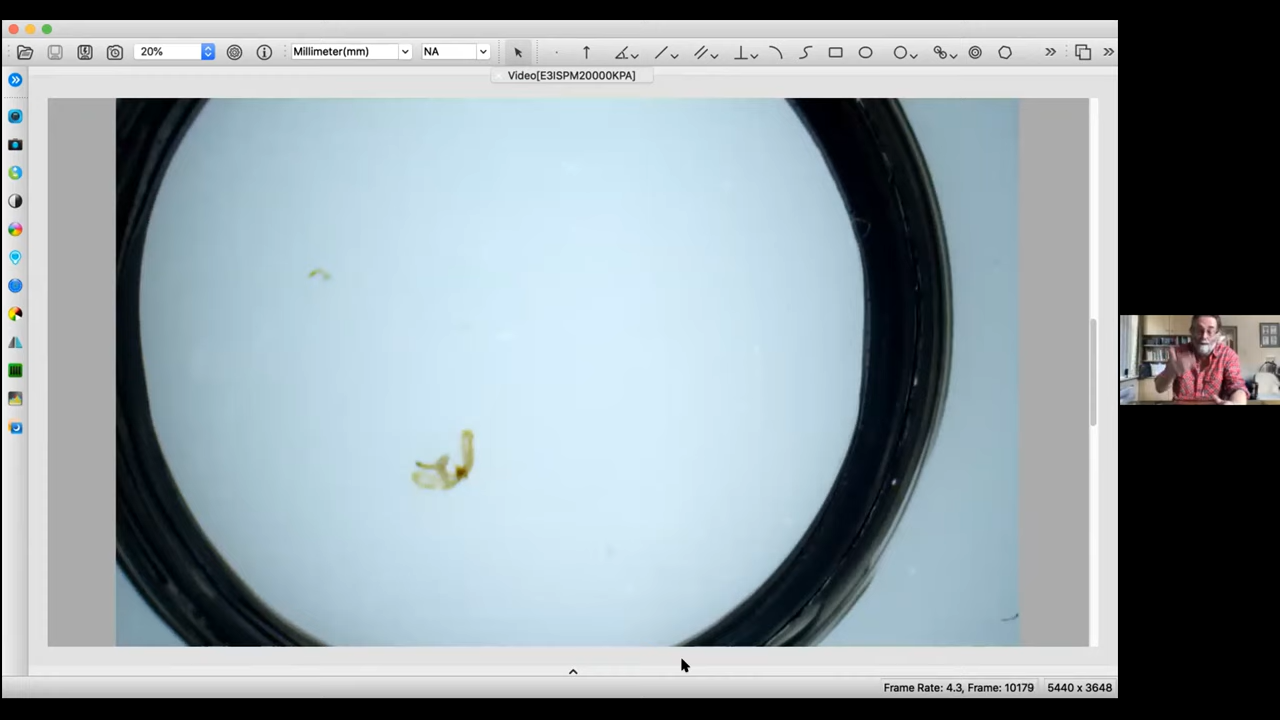 20%
Millimeter(mm)
NA
Video[E3ISPM20000KPA]
Frame Rate: 4.3, Frame: 10179
5440 x 3648